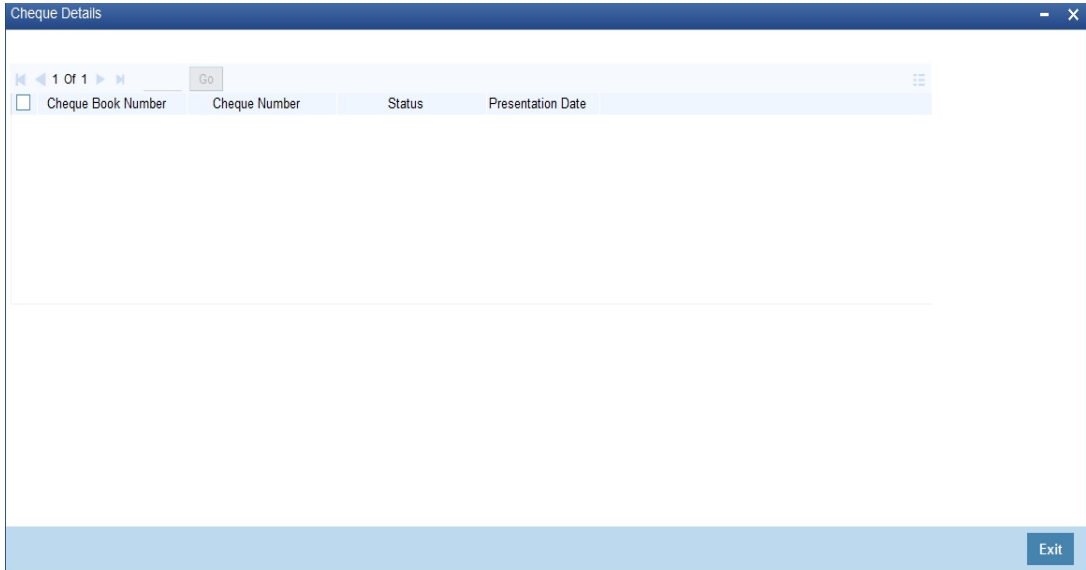 Cheque Details
1 Of 1 Go
Cheque Book Number Cheque Number Status Presentation Date
Exit